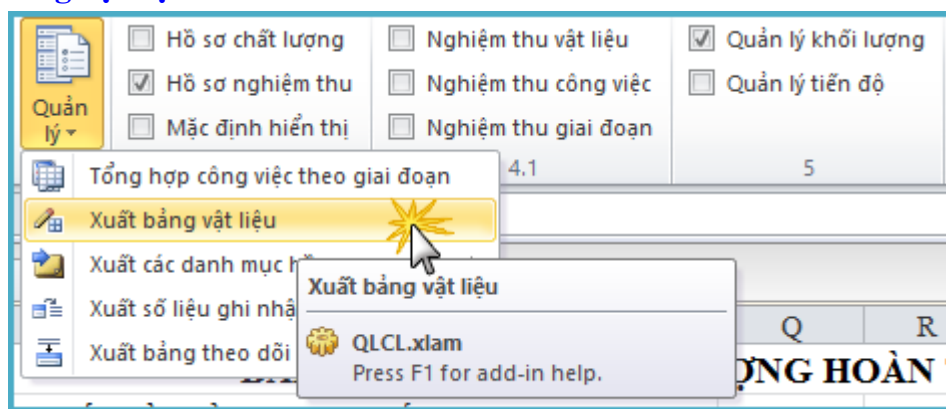 Hồ sơ chất lượng
Nghiệm thu vật liệu
Quản lý khối lượng
Hồ sơ nghiệm thu
Nghiệm thu công việc
Quản lý tiến độ
Quản
lý
Mặc định hiển thị
Nghiệm thu giai đoạn
4.1
5
Tổng hợp công việc theo giai đoạn
Xuất bảng vật liệu
Xuất các danh mục
Xuất số liệu ghi
Xuất bảng theo dõi
Xuất bảng vật liệu
QLCL.xlam
Press F1 for add-in help.
Q
R
HOÀN